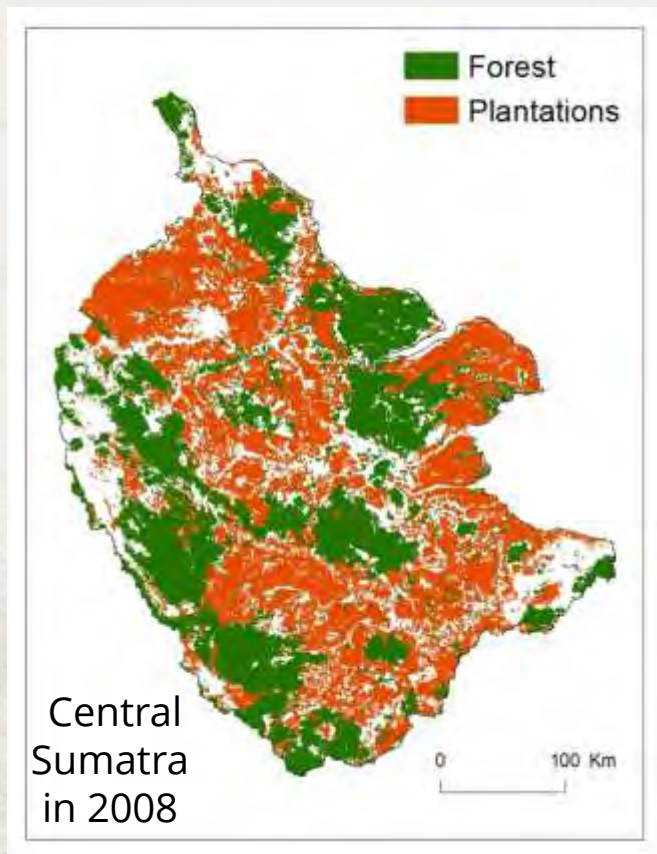 Forest
Plantations
Central
Sumatra
in 2008
0 100 Km